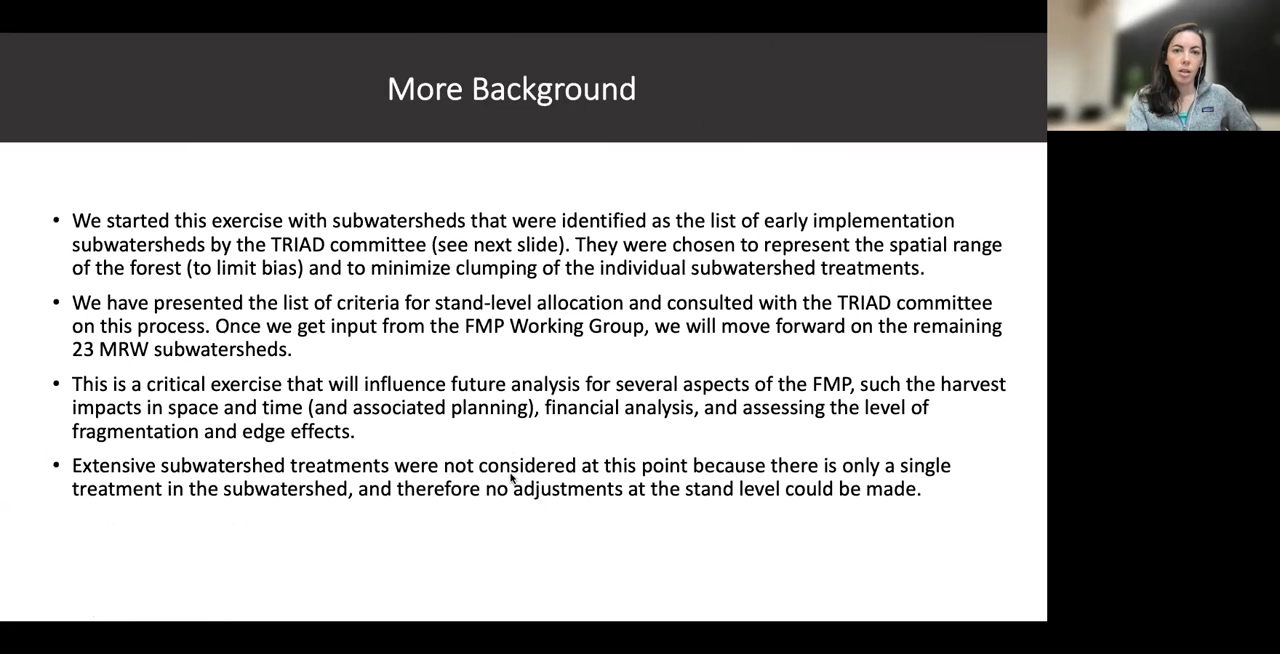 More Background
• We started this exercise with subwatersheds that were identified as the list of early implementation
subwatersheds by the TRIAD committee (see next slide). They were chosen to represent the spatial range
of the forest (to limit bias) and to minimize clumping of the individual subwatershed treatments.
• We have presented the list of criteria for stand-level allocation and consulted with the TRIAD committee
on this process. Once we get input from the FMP Working Group, we will move forward on the remaining
23 MRW subwatersheds.
• This is a critical exercise that will influence future analysis for several aspects of the FMP, such the harvest
impacts in space and time (and associated planning), financial analysis, and assessing the level of
fragmentation and edge effects.
• Extensive subwatershed treatments were not considered at this point because there is only a single
treatment in the subwatershed, and therefore no adjustments at the stand level could be made.